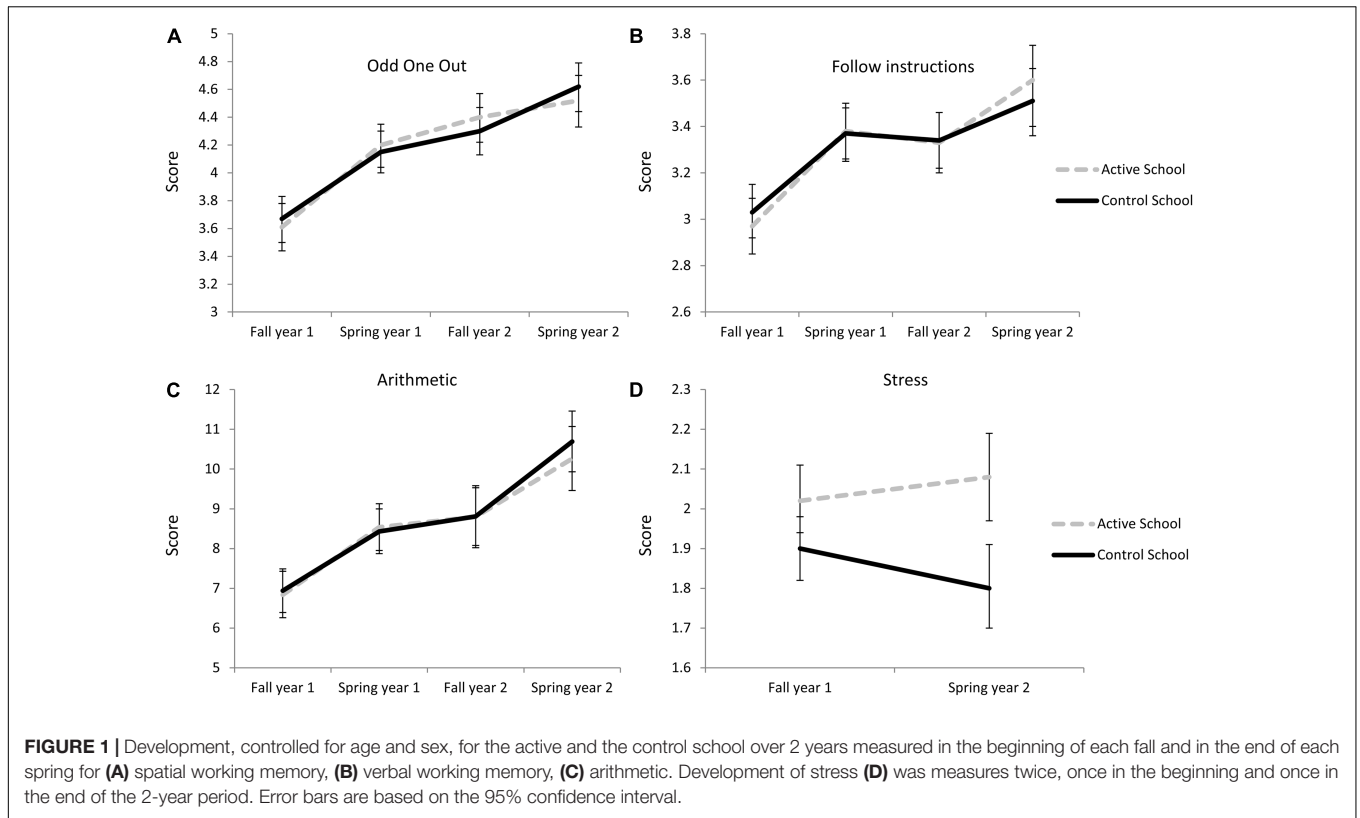 A
Odd One Out
Score
5
4.8
4.6
4.4
4.2
4
3.8
3.6
3.4
3.2
3
Fall year 1 Spring year 1 Fall year 2 Spring year 2
B
Follow instructions
Score
3.8
3.6
3.4
3.2
3
2.8
2.6
Fall year 1 Spring year 1 Fall year 2 Spring year 2
Active School
Control School
C
Arithmetic
Score
12
11
10
9
8
7
6
5
Fall year 1 Spring year 1 Fall year 2 Spring year 2
D
Stress
Score
2.3
2.2
2.1
2
1.9
1.8
1.7
1.6
Fall year 1 Spring year 2
Active School
Control School
FIGURE 1 | Development, controlled for age and sex, for the active and the control school over 2 years measured in the beginning of each fall and in the end of each
spring for (A) spatial working memory, (B) verbal working memory, (C) arithmetic. Development of stress (D) was measures twice, once in the beginning and once in
the end of the 2-year period. Error bars are based on the 95% confidence interval.